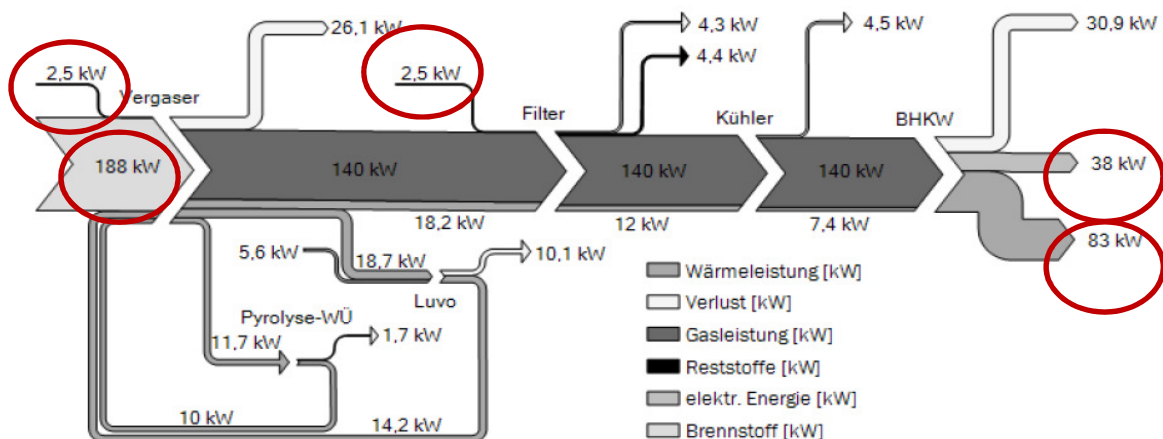 26,1 kW
4,3 kW
4,5 kW
30,9 kW
2,5 kW
2,5 kW
4,4 kW
Vergaser
Filter
Kühler
BHKW
188 kW
140 kW
140 kW
140 kW
38 kW
18,2 kW
12 kW
7,4 kW
83 kW
5,6 kW
18,7 kW
10,1 kW
Luvo
Pyrolyse-WÜ
11,7 kW
1,7 kW
10 kW
14,2 kW
Wärmeleistung [kW]
Verlust [kW]
Gasleistung [kW]
Reststoffe [kW]
elektr. Energie [kW]
Brennstoff [kW]